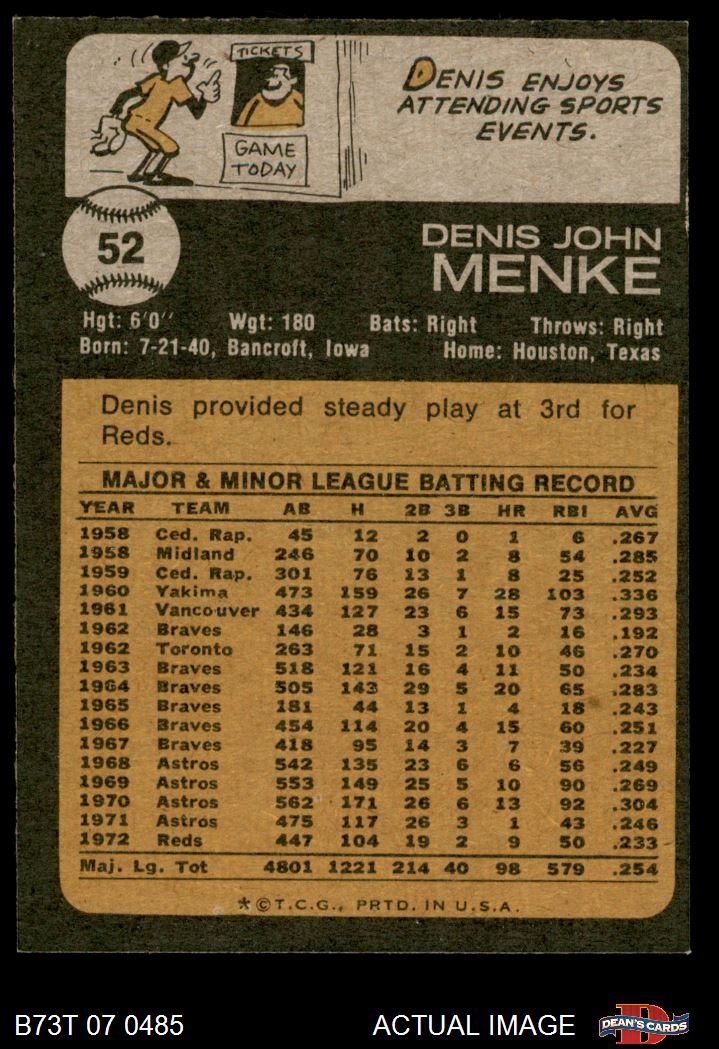 TICKETS
GAME
TODAY
DENIS ENJOYS
ATTENDING SPORTS
EVENTS.
52
DENIS JOHN
MENKE
Hgt: 6'0" Wgt: 180 Bats: Right Throws: Right
Born: 7-21-40, Bancroft, Iowa Home: Houston, Texas
Denis provided steady play at 3rd for
Reds.
MAJOR & MINOR LEAGUE BATTING RECORD
YEAR TEAM AB H 2B 3B HR RBI AVG
1958 Ced. Rap. 45 12 2 0 1 6 .267
1958 Midland 246 70 10 2 8 54 .285
1959 Ced. Rap. 301 76 13 1 8 25 .252
1960 Yakima 473 159 26 7 28 103 .336
1961 Vancouver 434 127 23 6 15 73 .293
1962 Braves 146 28 3 1 2 16 .192
1962 Toronto 263 71 15 2 10 46 .270
1963 Braves 518 121 16 4 11 50 .234
1964 Braves 505 143 29 5 20 65 .283
1965 Braves 181 44 13 1 4 18 .243
1966 Braves 454 114 20 4 15 60 .251
1967 Braves 418 95 14 3 7 39 .227
1968 Astros 542 135 23 6 6 56 .249
1969 Astros 553 149 25 5 10 90 .269
1970 Astros 562 171 26 6 13 92 .304
1971 Astros 475 117 26 3 1 43 .246
1972 Reds 447 104 19 2 9 50 .233
Maj. Lg. Tot 4801 1221 214 40 98 579 .254
*©T.C.G., PRTD. IN U.S.A.
B73T 07 0485 ACTUAL IMAGE D DEAN'S CARDS